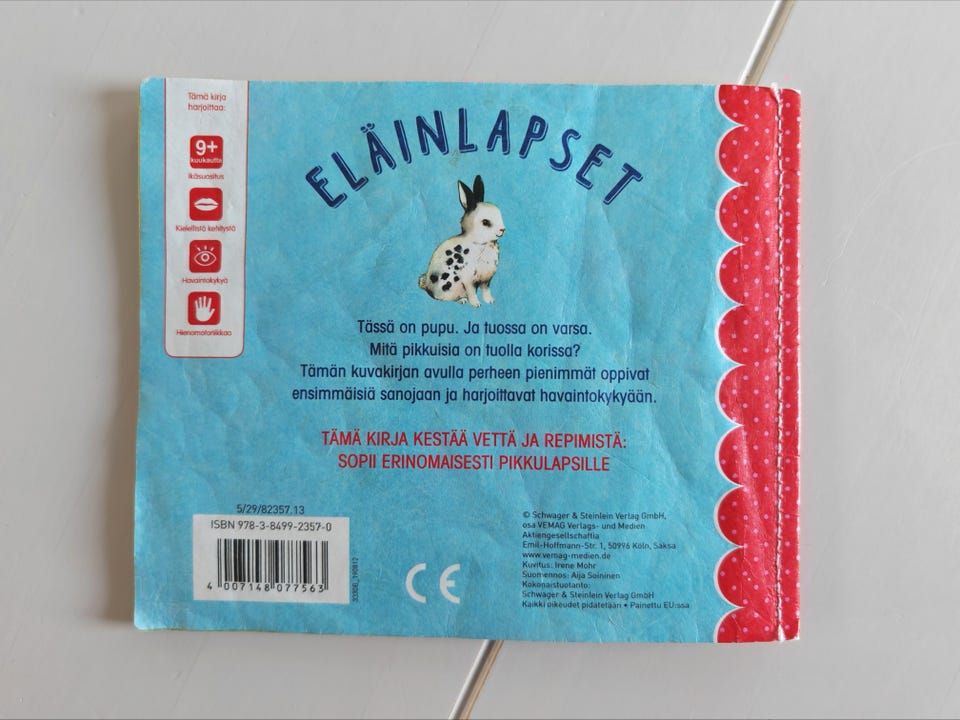 Tämä kirja
harjoittaa:
9+
kuukautta
Ikäsuositus
Kielellistä kehitystä
Havaintokykyä
Hienomotoriikkaa
ELÄINLAPSET
Tässä on pupu. Ja tuossa on varsa.
Mitä pikkuisia on tuolla korissa?
Tämän kuvakirjan avulla perheen pienimmät oppivat
ensimmäisiä sanojaan ja harjoittavat havaintokykyään.
TÄMÄ KIRJA KESTÄÄ VETTÄ JA REPIMISTÄ:
SOPII ERINOMAISESTI PIKKULAPSILLE
5/29/82357.13
ISBN 978-3-8499-2357-0
4 007148 077563
33806_190812
CE
© Schwager & Steinlein Verlag GmbH,
osa VEMAG Verlags- und Medien
Aktiengesellschaftia
Emil-Hoffmann-Str. 1, 50996 Köln, Saksa
www.vemag-medien.de
Kuvitus: Irene Mohr
Suomennos: Aija Soininen
Kokonaistuotanto:
Schwager & Steinlein Verlag GmbH
Kaikki oikeudet pidätetään • Painettu EU:ssa